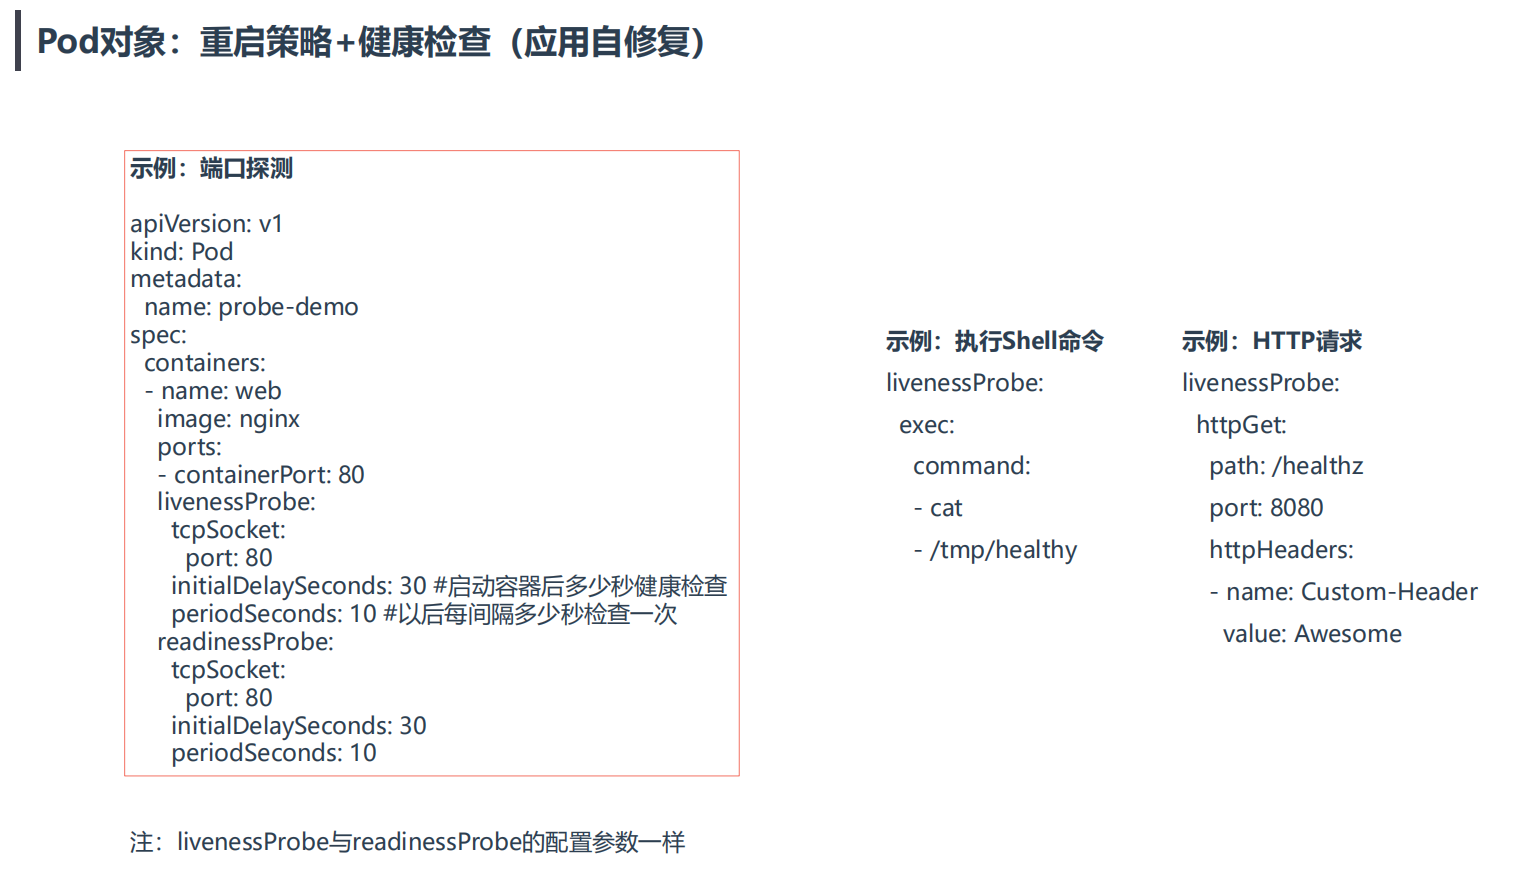 Pod对象：重启策略+健康检查（应用自修复）
示例：端口探测
apiVersion: v1
kind: Pod
metadata:
  name: probe-demo
spec:
  containers:
  - name: web
    image: nginx
    ports:
    - containerPort: 80
    livenessProbe:
      tcpSocket:
        port: 80
      initialDelaySeconds: 30 #启动容器后多少秒健康检查
      periodSeconds: 10 #以后每间隔多少秒检查一次
    readinessProbe:
      tcpSocket:
        port: 80
      initialDelaySeconds: 30
      periodSeconds: 10
示例：执行Shell命令
livenessProbe:
  exec:
    command:
    - cat
    - /tmp/healthy
示例：HTTP请求
livenessProbe:
  httpGet:
    path: /healthz
    port: 8080
    httpHeaders:
    - name: Custom-Header
      value: Awesome
注：livenessProbe与readinessProbe的配置参数一样